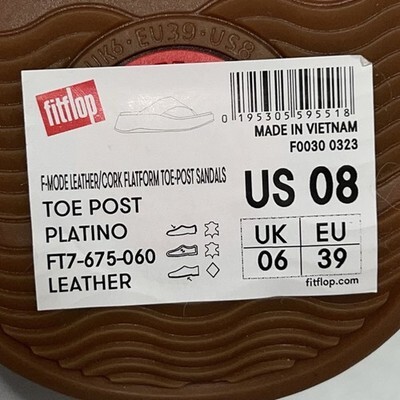 UK6 · EU39 · US8
fitflop
0 195305 595518
MADE IN VIETNAM
F0030 0323
F-MODE LEATHER/CORK FLATFORM TOE-POST SANDALS
TOE POST
PLATINO
FT7-675-060
LEATHER
US 08
UK EU
06 39
fitflop.com